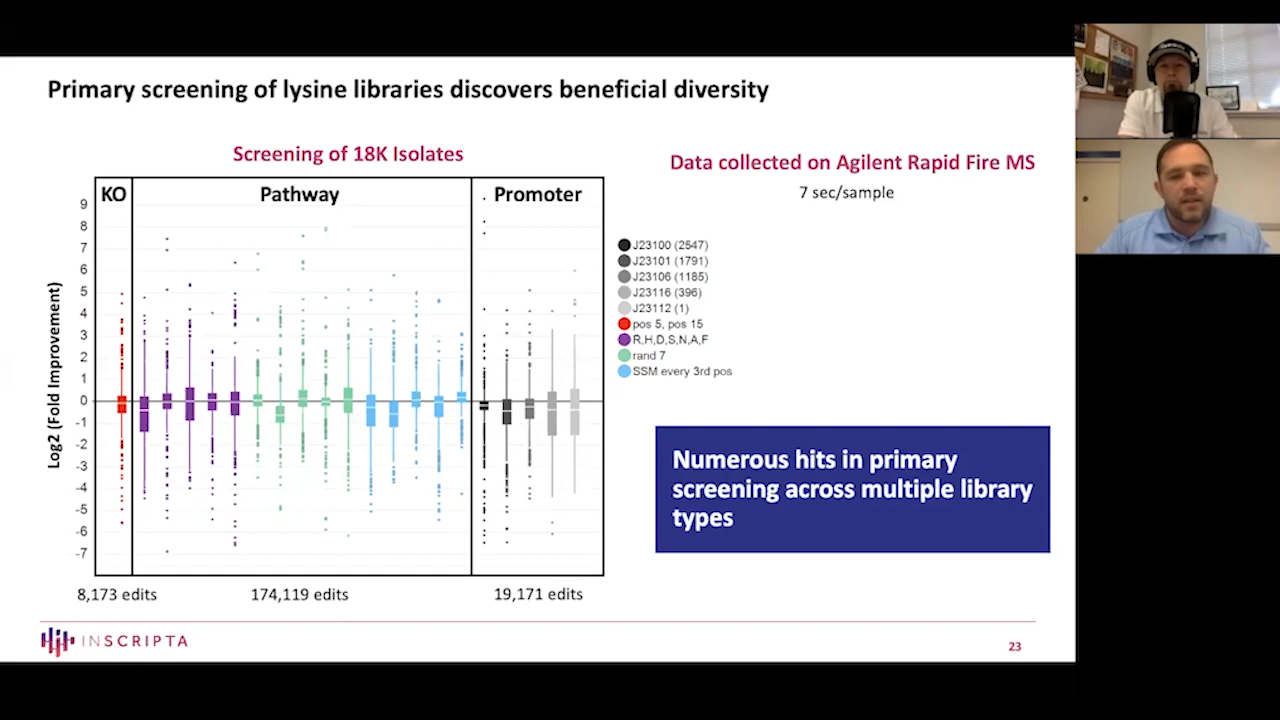 Primary screening of lysine libraries discovers beneficial diversity
Screening of 18K Isolates
Data collected on Agilent Rapid Fire MS
7 sec/sample
KO
Pathway
Promoter
Log2 (Fold Improvement)
9
8
7
6
5
4
3
2
1
0
-1
-2
-3
-4
-5
-6
-7
J23100 (2547)
J23101 (1791)
J23106 (1185)
J23116 (396)
J23112 (1)
pos 5, pos 15
R,H,D,S,N,A,F
rand 7
SSM every 3rd pos
Numerous hits in primary
screening across multiple library
types
8,173 edits
174,119 edits
19,171 edits
INSCRIPTA
23